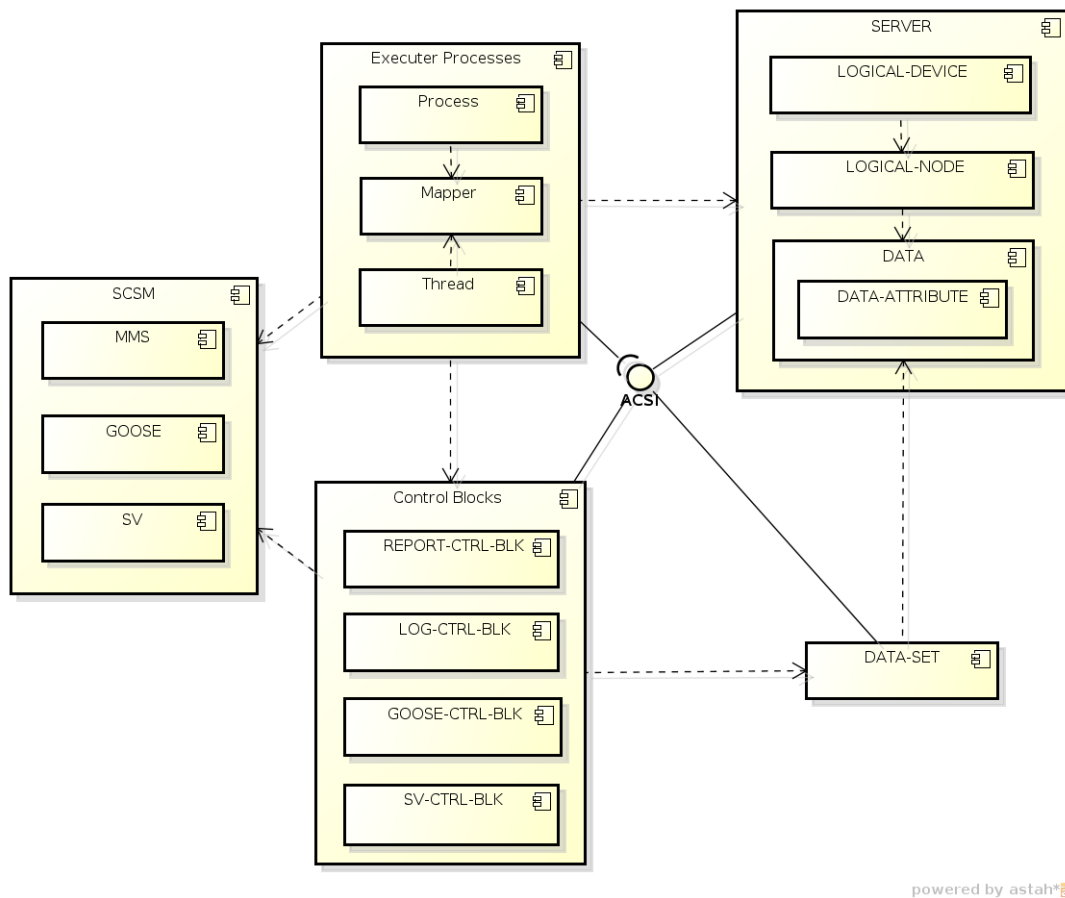 Executer Processes
Process
Mapper
Thread
SERVER
LOGICAL-DEVICE
LOGICAL-NODE
DATA
DATA-ATTRIBUTE
SCSM
MMS
GOOSE
SV
ACSI
Control Blocks
REPORT-CTRL-BLK
LOG-CTRL-BLK
GOOSE-CTRL-BLK
SV-CTRL-BLK
DATA-SET
powered by astah*